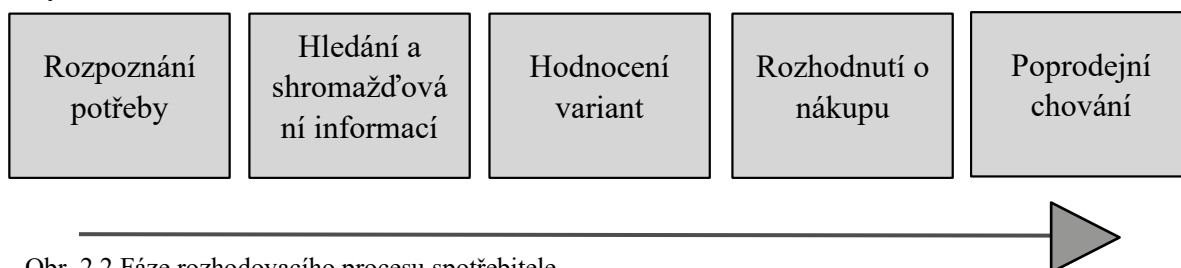 Rozpoznání
potřeby
Hledání a
shromažďová
ní informací
Hodnocení
variant
Rozhodnutí o
nákupu
Poprodejní
chování
Obr. 2.2 Fáze rozhodovacího procesu spotřebitele